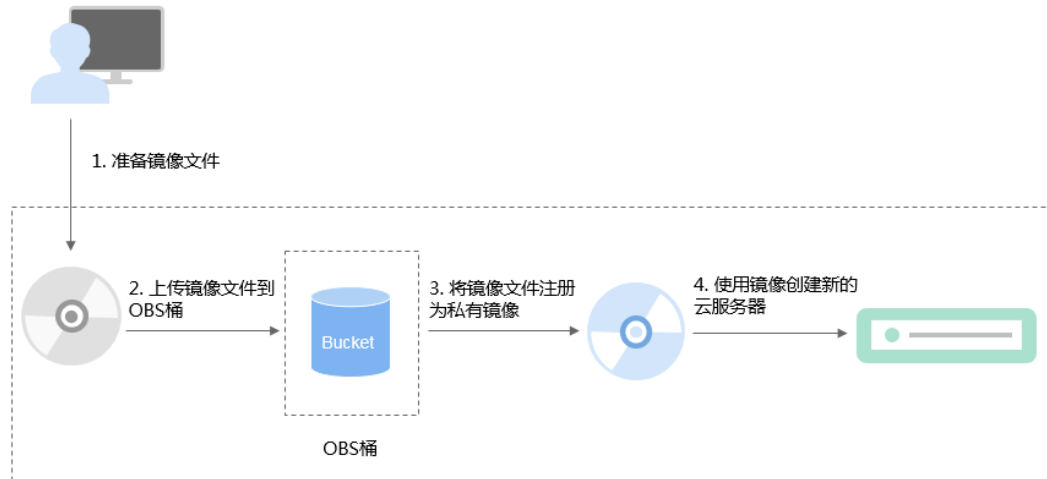 1. 准备镜像文件
2. 上传镜像文件到
OBS桶
Bucket
OBS桶
3. 将镜像文件注册
为私有镜像
4. 使用镜像创建新的
云服务器